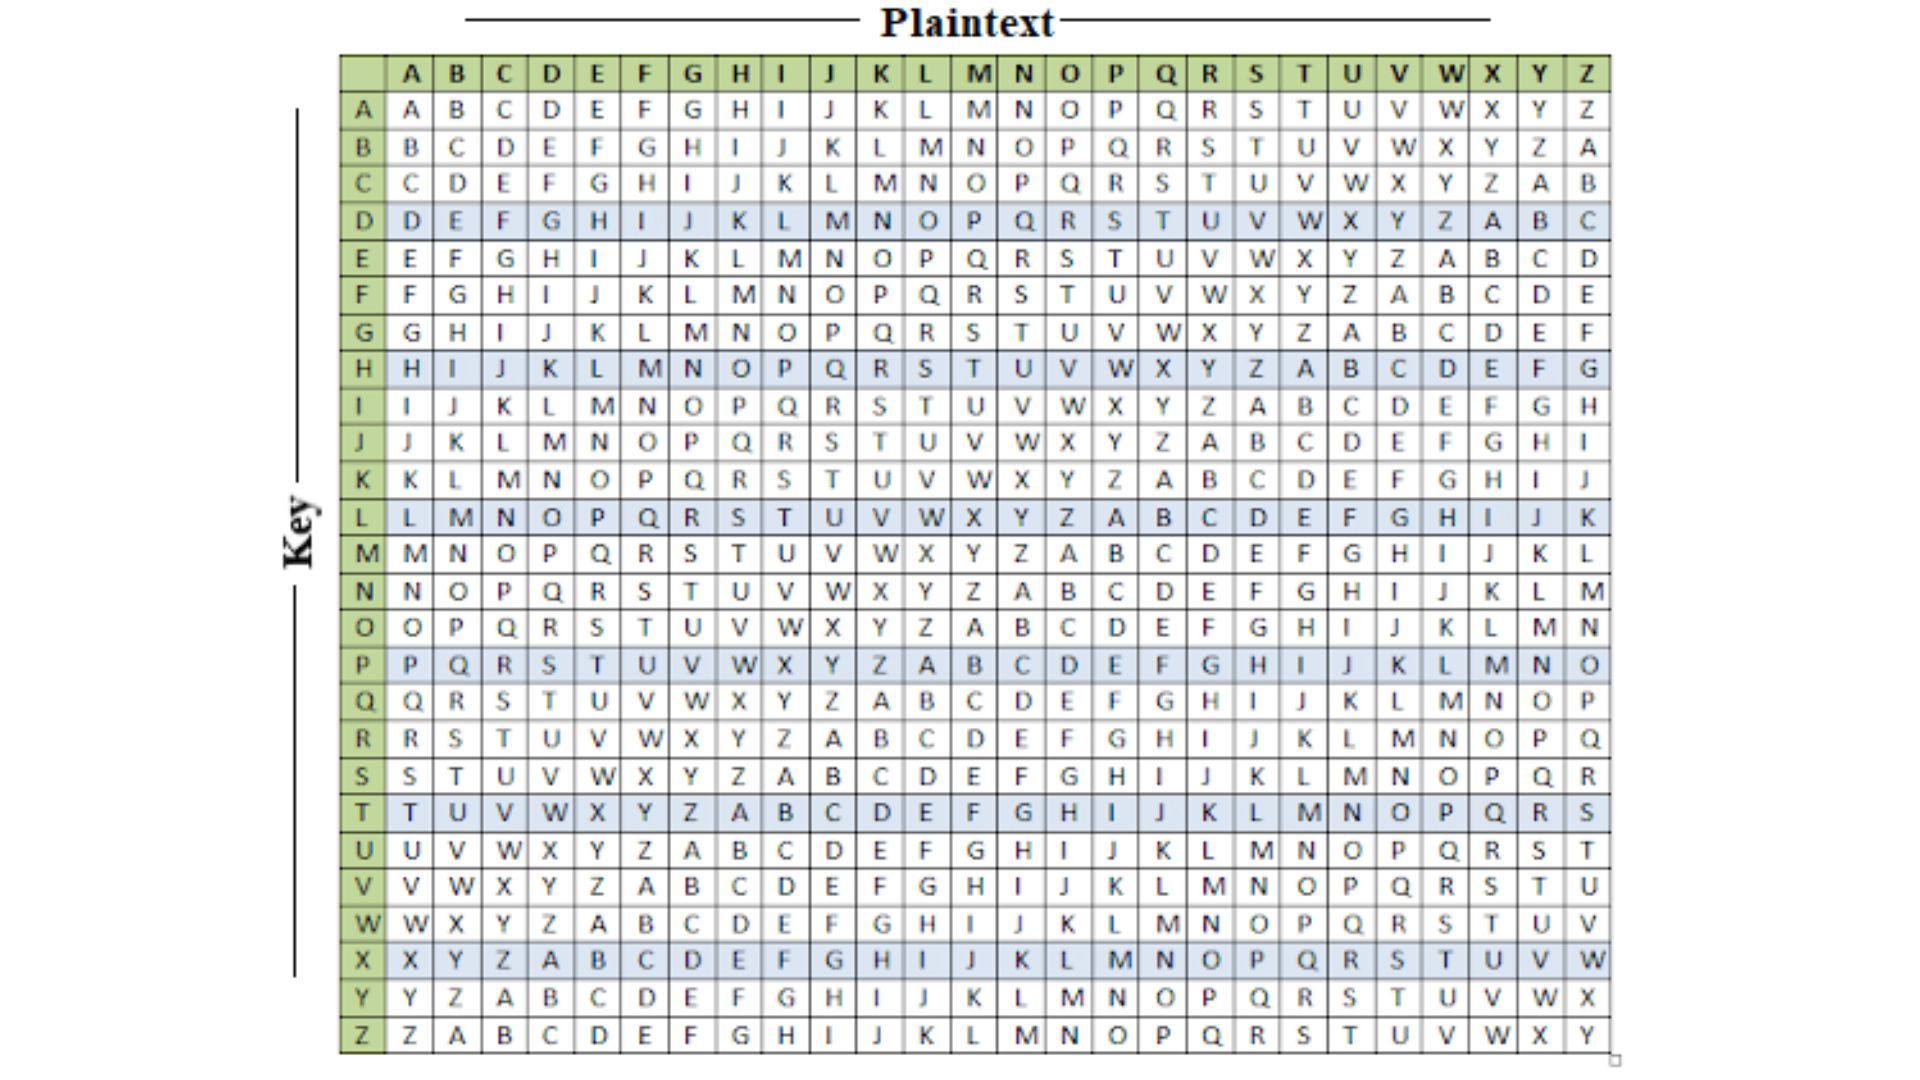 Plaintext
A B C D E F G H I J K L M N O P Q R S T U V W X Y Z
A A B C D E F G H I J K L M N O P Q R S T U V W X Y Z
B B C D E F G H I J K L M N O P Q R S T U V W X Y Z A
C C D E F G H I J K L M N O P Q R S T U V W X Y Z A B
D D E F G H I J K L M N O P Q R S T U V W X Y Z A B C
E E F G H I J K L M N O P Q R S T U V W X Y Z A B C D
F F G H I J K L M N O P Q R S T U V W X Y Z A B C D E
G G H I J K L M N O P Q R S T U V W X Y Z A B C D E F
H H I J K L M N O P Q R S T U V W X Y Z A B C D E F G
I I J K L M N O P Q R S T U V W X Y Z A B C D E F G H
J J K L M N O P Q R S T U V W X Y Z A B C D E F G H I
K K L M N O P Q R S T U V W X Y Z A B C D E F G H I J
L L M N O P Q R S T U V W X Y Z A B C D E F G H I J K
M M N O P Q R S T U V W X Y Z A B C D E F G H I J K L
N N O P Q R S T U V W X Y Z A B C D E F G H I J K L M
O O P Q R S T U V W X Y Z A B C D E F G H I J K L M N
P P Q R S T U V W X Y Z A B C D E F G H I J K L M N O
Q Q R S T U V W X Y Z A B C D E F G H I J K L M N O P
R R S T U V W X Y Z A B C D E F G H I J K L M N O P Q
S S T U V W X Y Z A B C D E F G H I J K L M N O P Q R
T T U V W X Y Z A B C D E F G H I J K L M N O P Q R S
U U V W X Y Z A B C D E F G H I J K L M N O P Q R S T
V V W X Y Z A B C D E F G H I J K L M N O P Q R S T U
W W X Y Z A B C D E F G H I J K L M N O P Q R S T U V
X X Y Z A B C D E F G H I J K L M N O P Q R S T U V W
Y Y Z A B C D E F G H I J K L M N O P Q R S T U V W X
Z Z A B C D E F G H I J K L M N O P Q R S T U V W X Y
Key